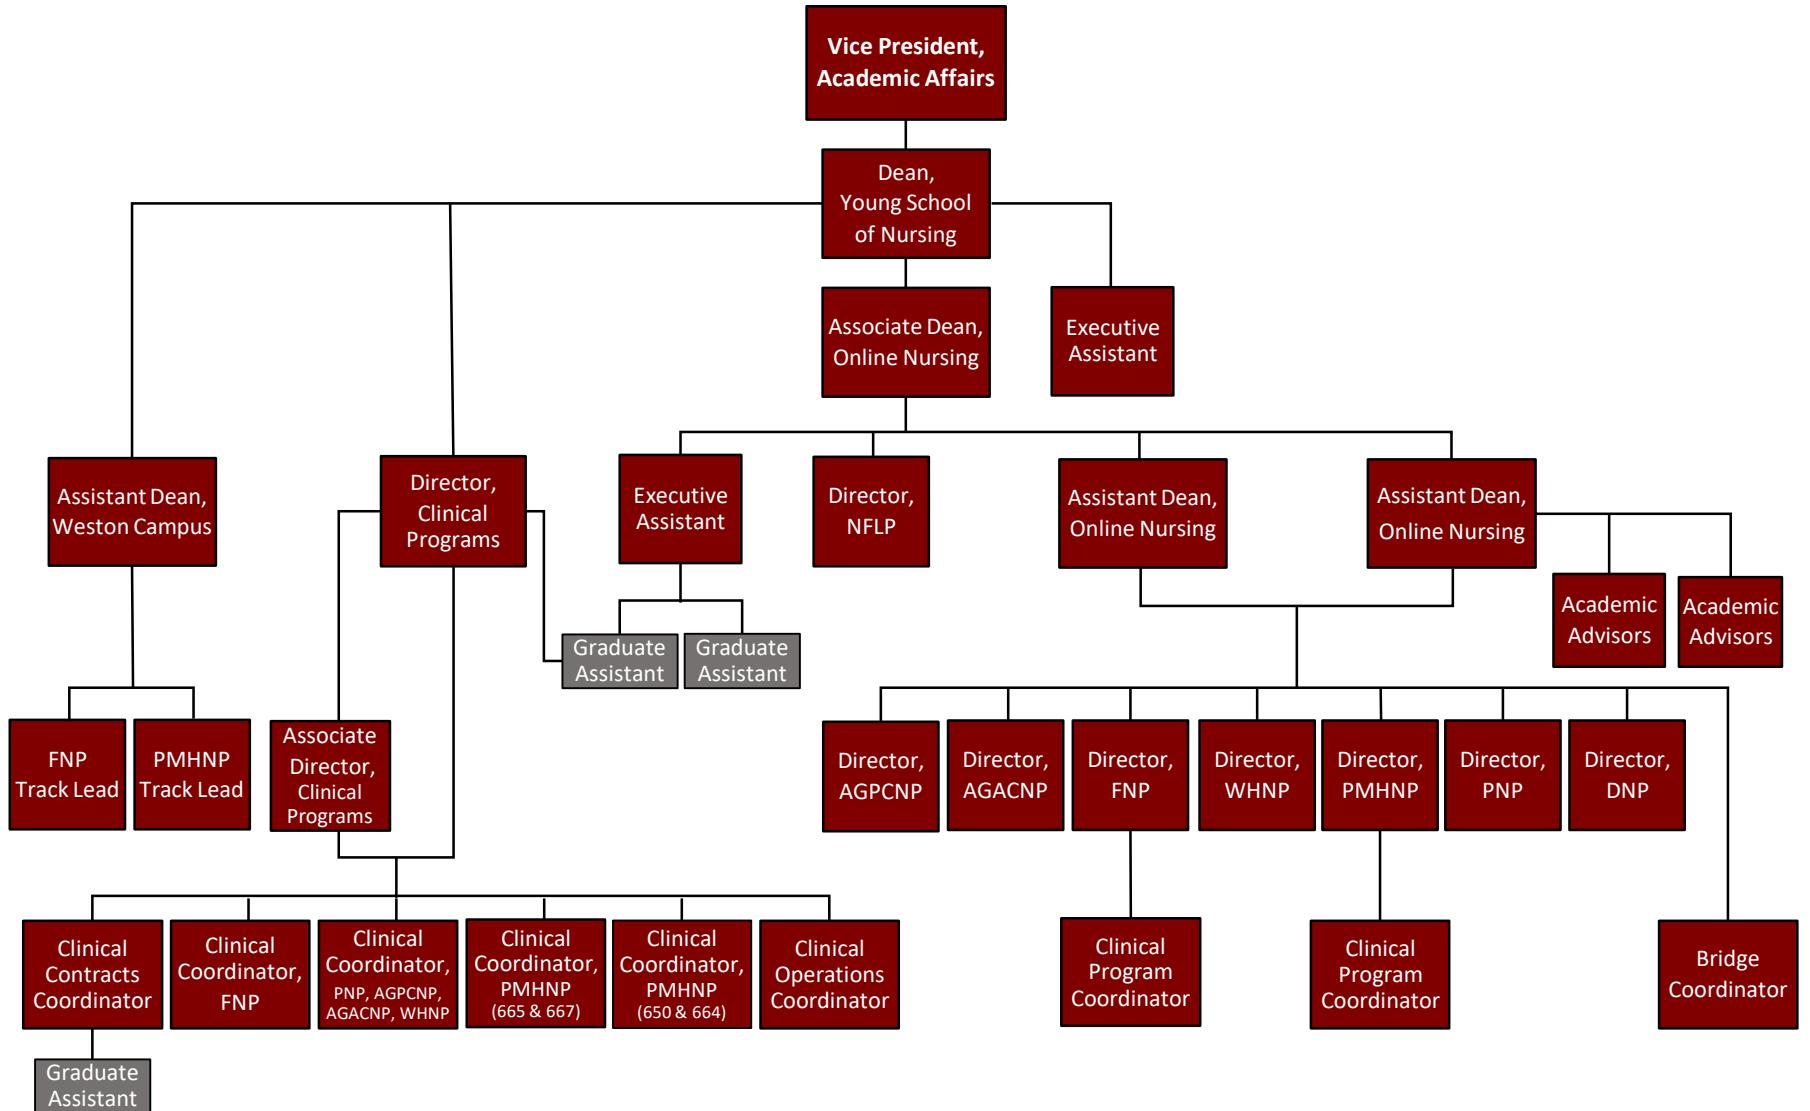 Vice President,
Academic Affairs
Dean,
Young School
of Nursing
Associate Dean,
Online Nursing
Executive
Assistant
Assistant Dean,
Weston Campus
Director,
Clinical
Programs
Executive
Assistant
Director,
NFLP
Assistant Dean,
Online Nursing
Assistant Dean,
Online Nursing
Academic
Advisors
Academic
Advisors
Graduate
Assistant
Graduate
Assistant
FNP
Track Lead
PMHNP
Track Lead
Associate
Director,
Clinical
Programs
Director,
AGPCNP
Director,
AGACNP
Director,
FNP
Director,
WHNP
Director,
PMHNP
Director,
PNP
Director,
DNP
Clinical
Contracts
Coordinator
Clinical
Coordinator,
FNP
Clinical
Coordinator,
PNP, AGPCNP,
AGACNP, WHNP
Clinical
Coordinator,
PMHNP
(665 & 667)
Clinical
Coordinator,
PMHNP
(650 & 664)
Clinical
Operations
Coordinator
Clinical
Program
Coordinator
Clinical
Program
Coordinator
Bridge
Coordinator
Graduate
Assistant